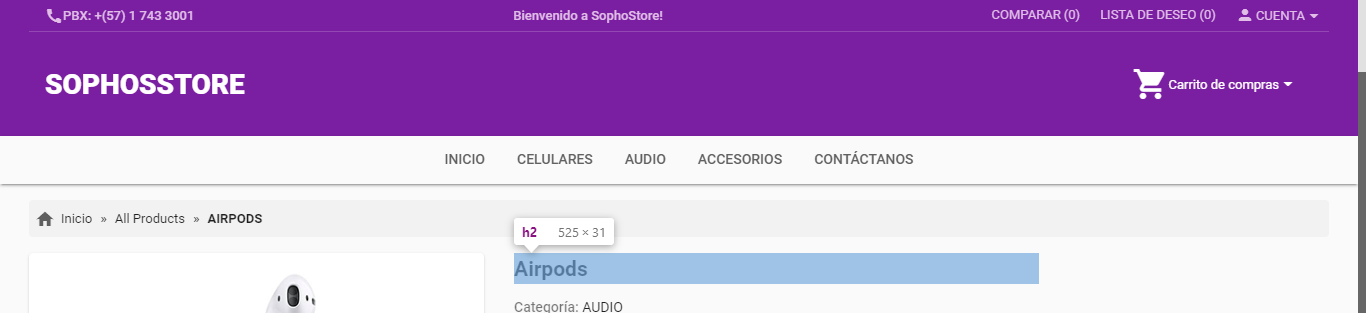 PBX: +(57) 1 743 3001
Bienvenido a SophoStore!
COMPARAR (0)
LISTA DE DESEO (0)
CUENTA
SOPHOSSTORE
Carrito de compras
INICIO
CELULARES
AUDIO
ACCESORIOS
CONTÁCTANOS
Inicio » All Products » AIRPODS
h2 525 × 31
Airpods
Categoría: AUDIO